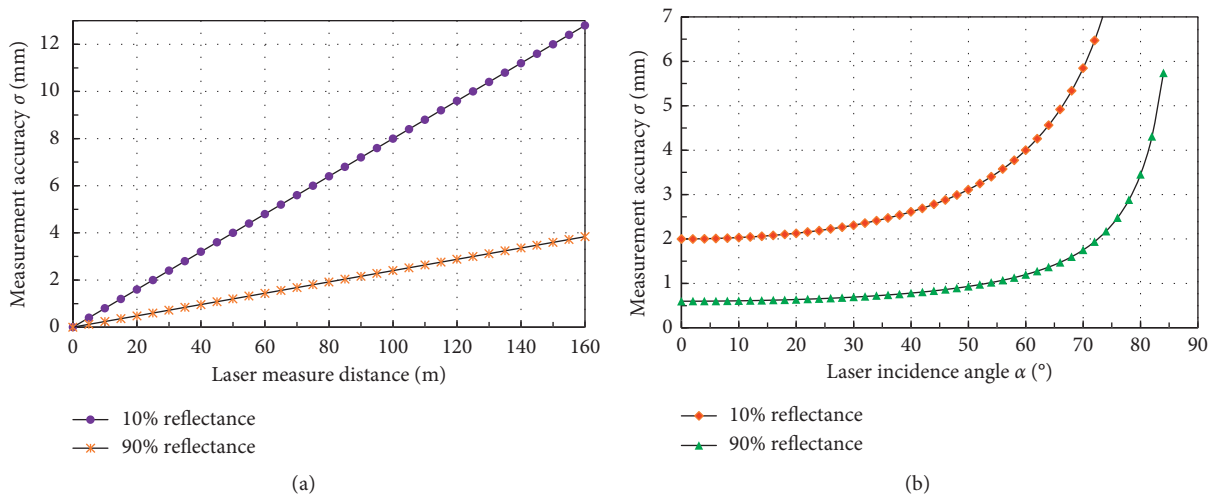 Measurement accuracy σ (mm)
12
10
8
6
4
2
0
0 20 40 60 80 100 120 140 160
Laser measure distance (m)
10% reflectance
90% reflectance
(a)
Measurement accuracy σ (mm)
7
6
5
4
3
2
1
0
0 10 20 30 40 50 60 70 80 90
Laser incidence angle α (°)
10% reflectance
90% reflectance
(b)